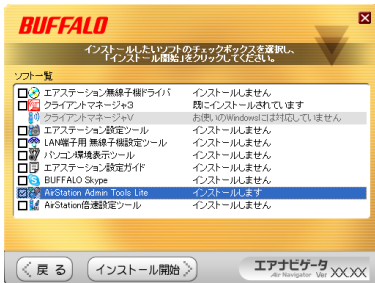 BUFFALO
インストールしたいソフトのチェックボックスを選択し、
「インストール開始」をクリックしてください。
ソフト一覧
エアステーション無線子機ドライバ インストールしません
クライアントマネージャ3 既にインストールされています
クライアントマネージャV お使いのWindowsには対応していません
エアステーション設定ツール インストールしません
LAN端子用 無線子機設定ツール インストールしません
パソコン環境表示ツール インストールしません
エアステーション設定ガイド インストールしません
BUFFALO Skype インストールしません
AirStation Admin Tools Lite インストールします
AirStation倍速設定ツール インストールしません
戻る
インストール開始
エアナビゲータ
Air Navigator Ver XX.XX